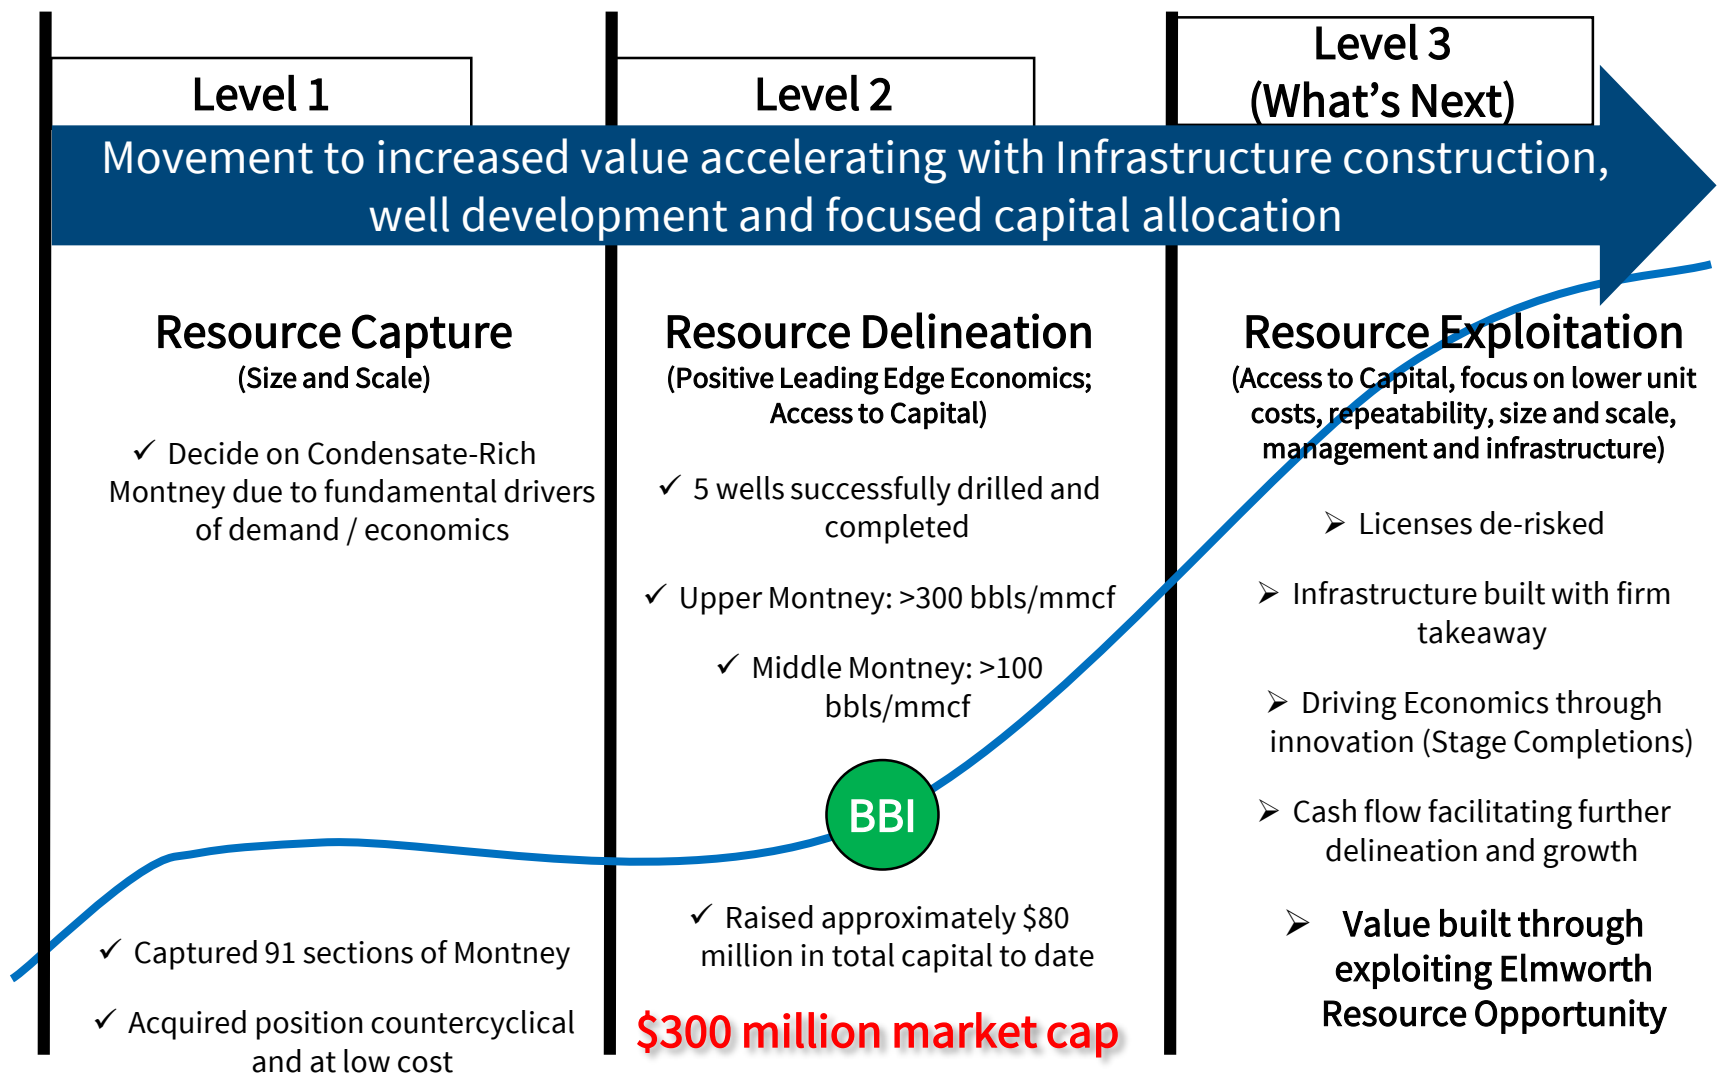 Level 1
Level 2
Level 3
(What’s Next)
Movement to increased value accelerating with Infrastructure construction,
well development and focused capital allocation
Resource Capture
(Size and Scale)
✓ Decide on Condensate-Rich
Montney due to fundamental drivers
of demand / economics
✓ Captured 91 sections of Montney
✓ Acquired position countercyclical
and at low cost
Resource Delineation
(Positive Leading Edge Economics;
Access to Capital)
✓ 5 wells successfully drilled and
completed
✓ Upper Montney: >300 bbls/mmcf
✓ Middle Montney: >100
bbls/mmcf
BBI
✓ Raised approximately $80
million in total capital to date
$300 million market cap
Resource Exploitation
(Access to Capital, focus on lower unit
costs, repeatability, size and scale,
management and infrastructure)
➢ Licenses de-risked
➢ Infrastructure built with firm
takeaway
➢ Driving Economics through
innovation (Stage Completions)
➢ Cash flow facilitating further
delineation and growth
➢ Value built through
exploiting Elmworth
Resource Opportunity